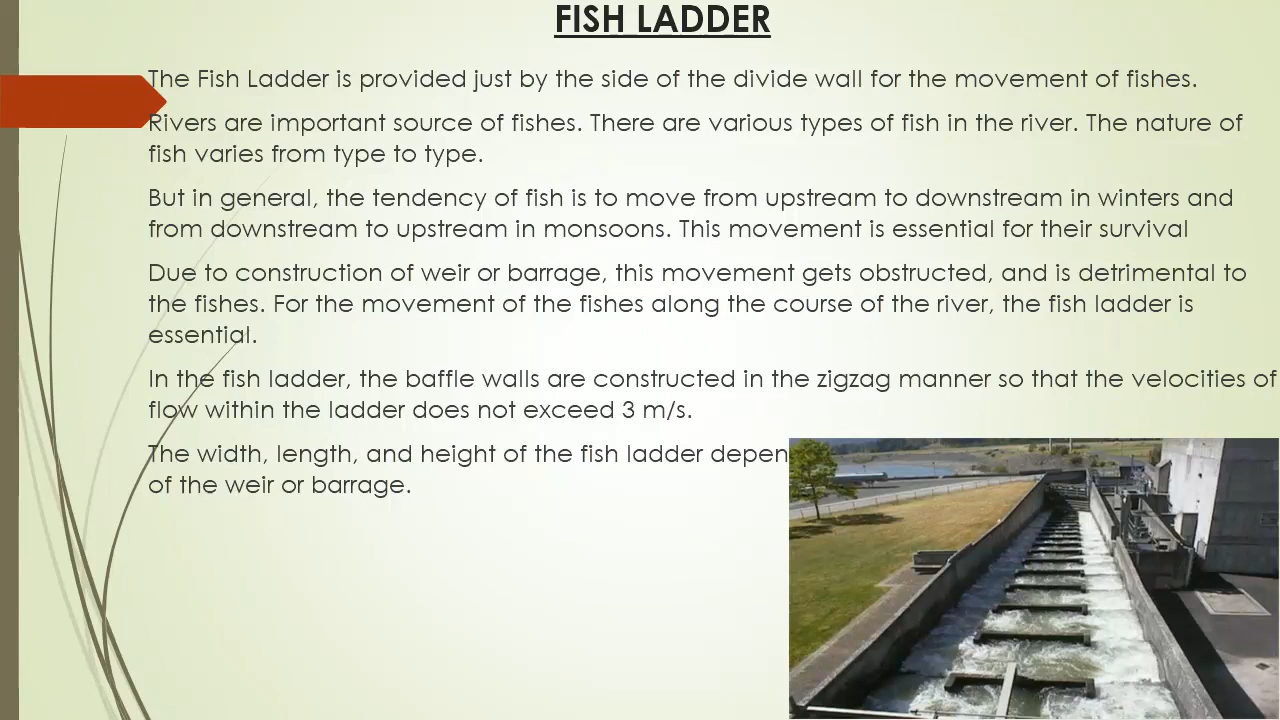 FISH LADDER
The Fish Ladder is provided just by the side of the divide wall for the movement of fishes.
Rivers are important source of fishes. There are various types of fish in the river. The nature of
fish varies from type to type.
But in general, the tendency of fish is to move from upstream to downstream in winters and
from downstream to upstream in monsoons. This movement is essential for their survival
Due to construction of weir or barrage, this movement gets obstructed, and is detrimental to
the fishes. For the movement of the fishes along the course of the river, the fish ladder is
essential.
In the fish ladder, the baffle walls are constructed in the zigzag manner so that the velocities of
flow within the ladder does not exceed 3 m/s.
The width, length, and height of the fish ladder
of the weir or barrage.